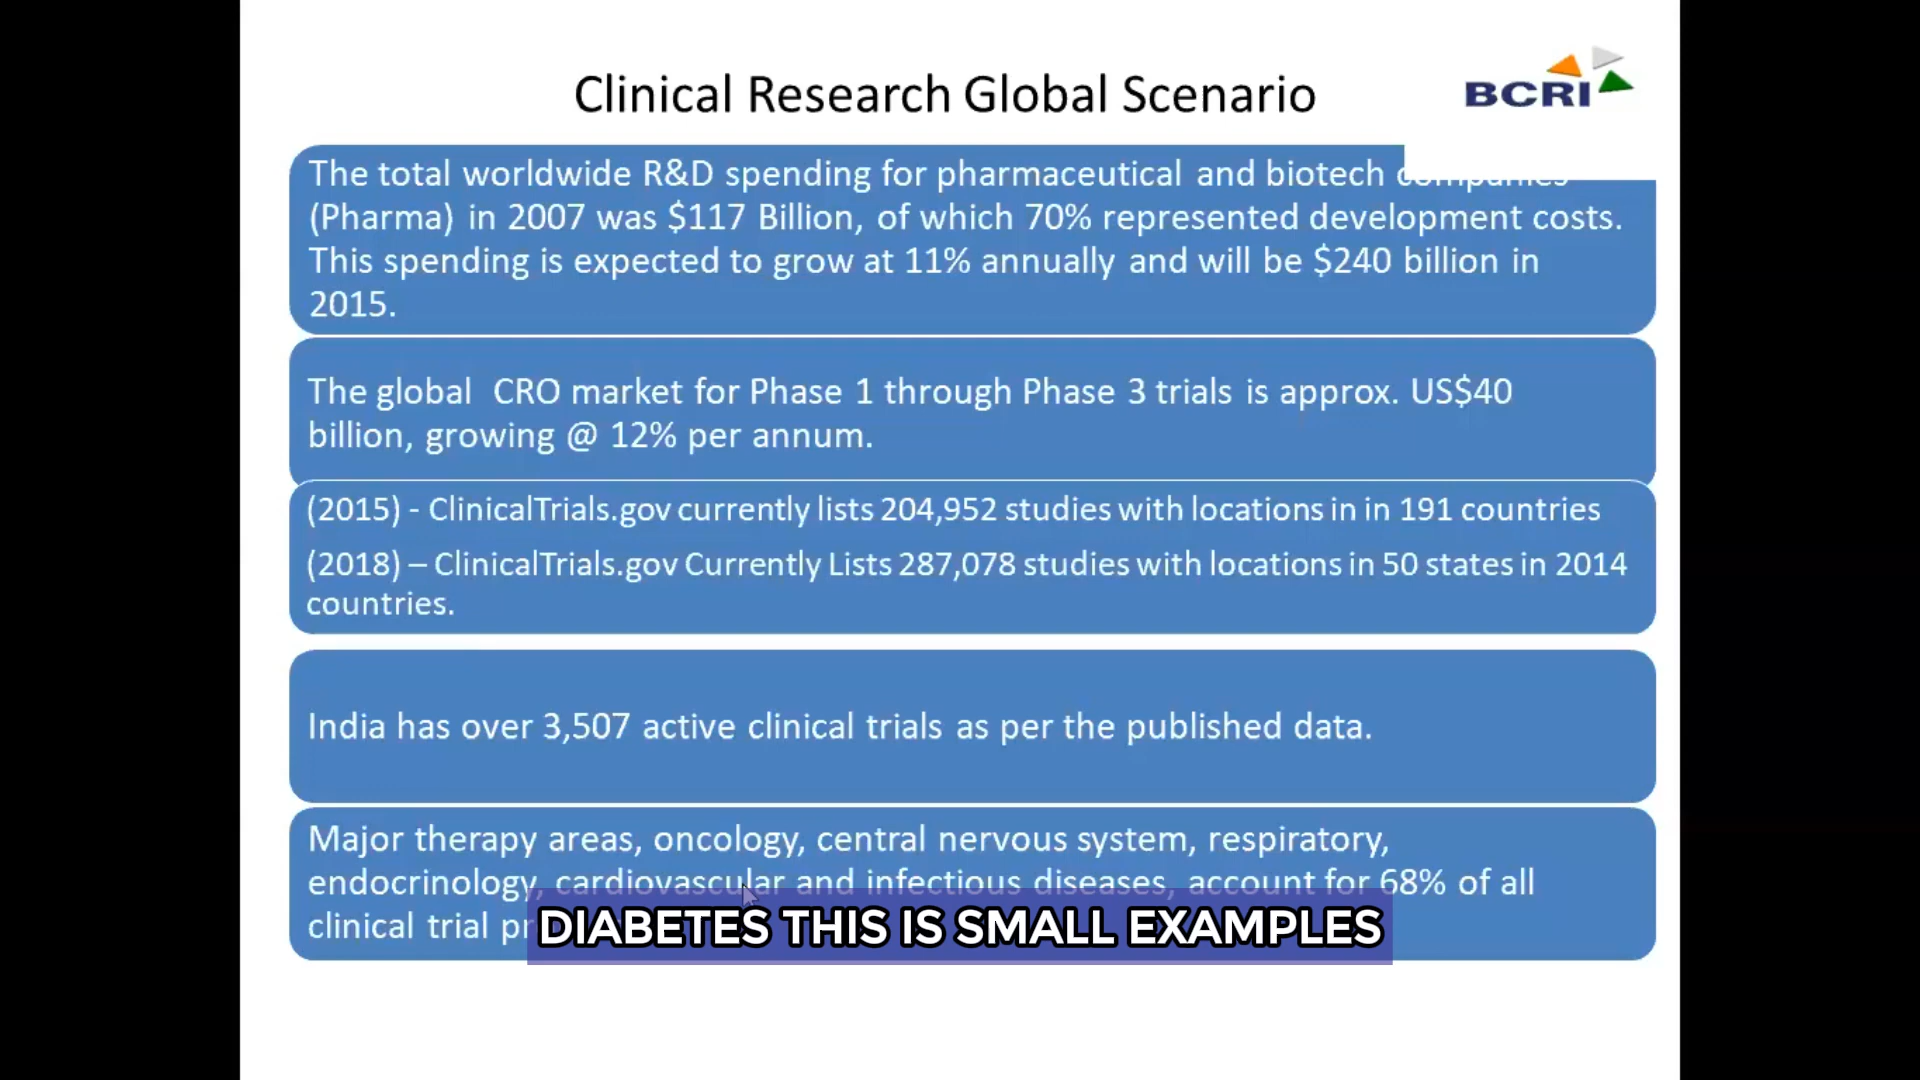 Clinical Research Global Scenario
BCRI
The total worldwide R&D spending for pharmaceutical and biotech companies
(Pharma) in 2007 was $117 Billion, of which 70% represented development costs.
This spending is expected to grow at 11% annually and will be $240 billion in
2015.
The global CRO market for Phase 1 through Phase 3 trials is approx. US$40
billion, growing @ 12% per annum.
(2015) - ClinicalTrials.gov currently lists 204,952 studies with locations in in 191 countries
(2018) – ClinicalTrials.gov Currently Lists 287,078 studies with locations in 50 states in 2014
countries.
India has over 3,507 active clinical trials as per the published data.
Major therapy areas, oncology, central nervous system, respiratory,
endocrinology, cardiovascular and infectious diseases, account for 68% of all
clinical trial
DIABETES THIS IS SMALL EXAMPLES